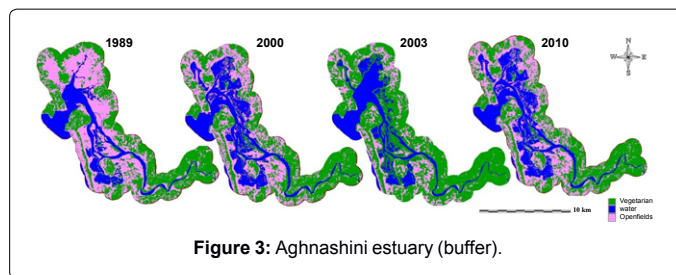 1989 2000 2003 2010
N
W E
S
Vegetarian
water
Openfields
10 km
Figure 3: Aghnashini estuary (buffer).